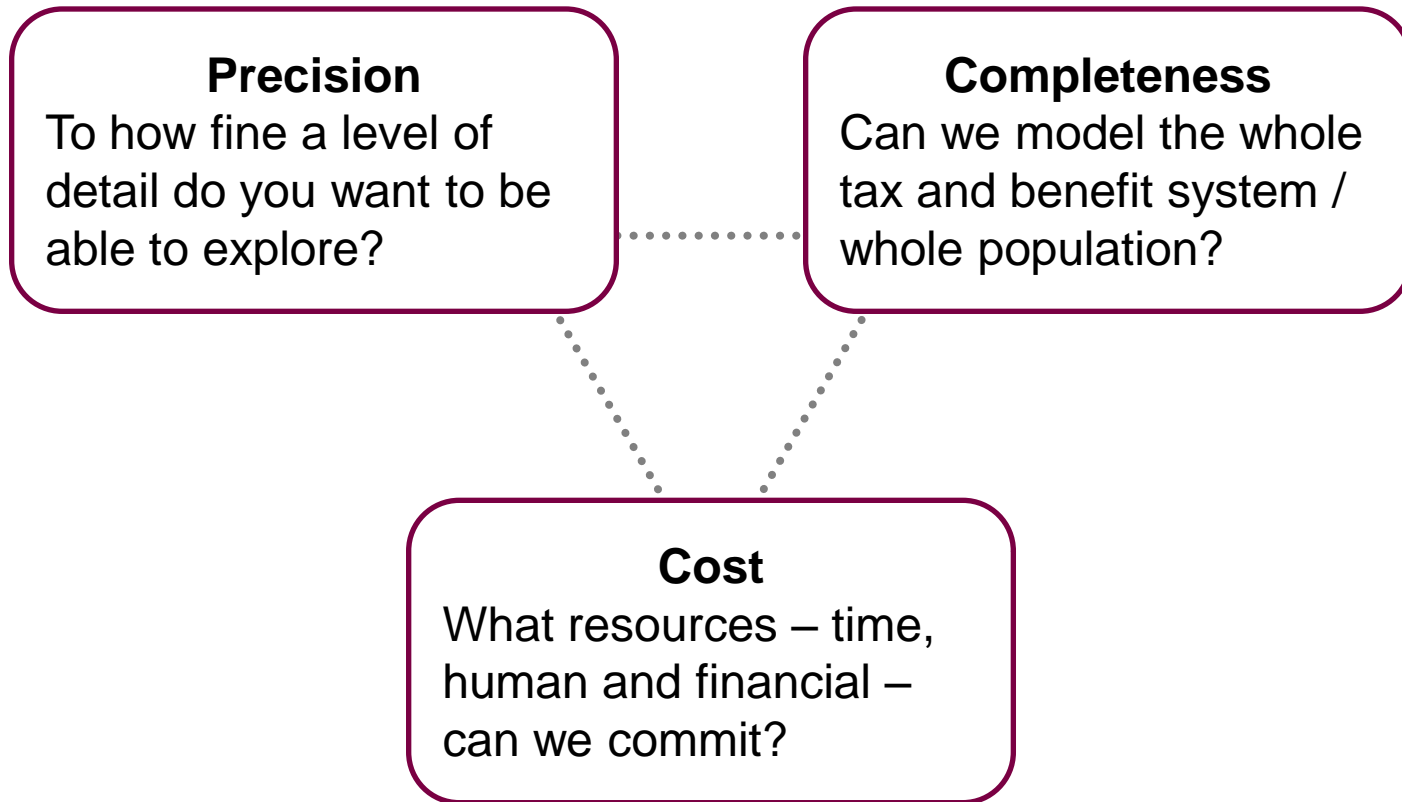 Precision
To how fine a level of
detail do you want to be
able to explore?
Completeness
Can we model the whole
tax and benefit system /
whole population?
Cost
What resources – time,
human and financial –
can we commit?